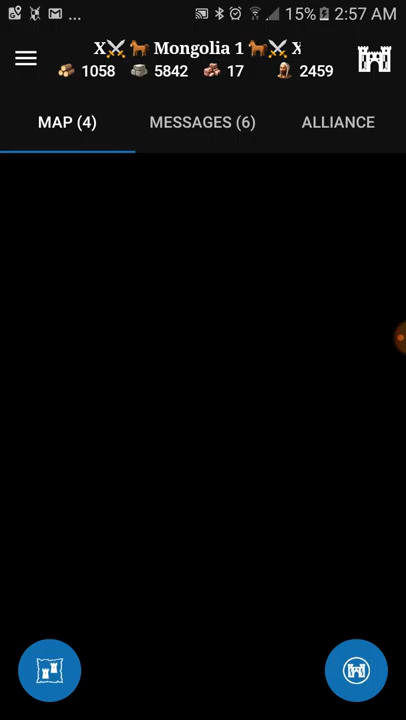 ... 15% 2:57 AM
X⚔️ 🐎 Mongolia 1 🐎⚔️ X
1058 5842 17 2459
MAP (4) MESSAGES (6) ALLIANCE